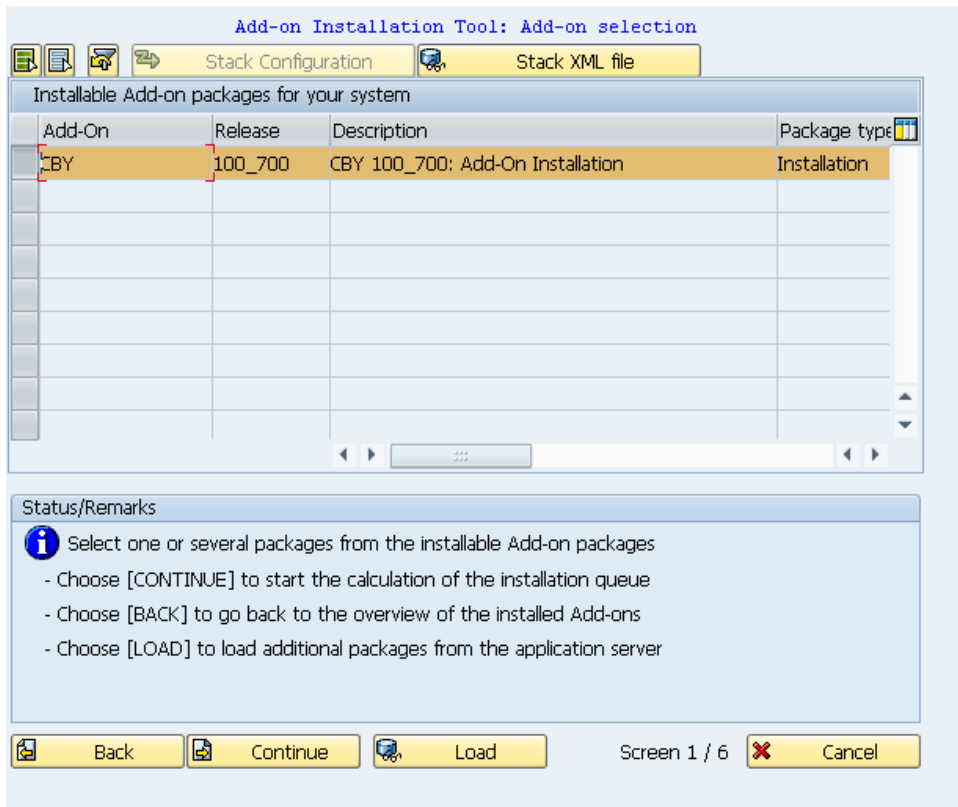 Add-on Installation Tool: Add-on selection
Stack Configuration Stack XML file
Installable Add-on packages for your system
Add-On Release Description Package type
CBY 100_700 CBY 100_700: Add-On Installation Installation
Status/Remarks
Select one or several packages from the installable Add-on packages
- Choose [CONTINUE] to start the calculation of the installation queue
- Choose [BACK] to go back to the overview of the installed Add-ons
- Choose [LOAD] to load additional packages from the application server
Back Continue Load Screen 1 / 6 Cancel